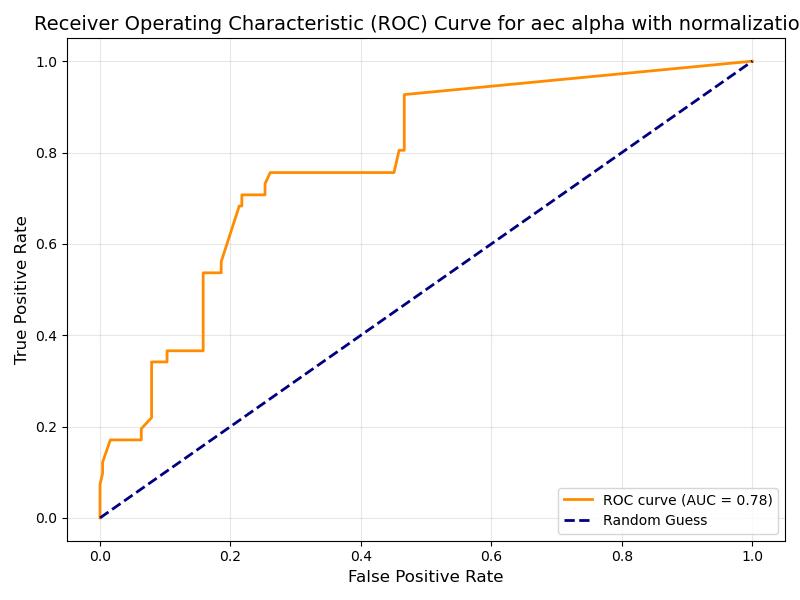 Receiver Operating Characteristic (ROC) Curve for aec alpha with normalizatio
True Positive Rate
1.0
0.8
0.6
0.4
0.2
0.0
0.0 0.2 0.4 0.6 0.8 1.0
False Positive Rate
ROC curve (AUC = 0.78)
Random Guess